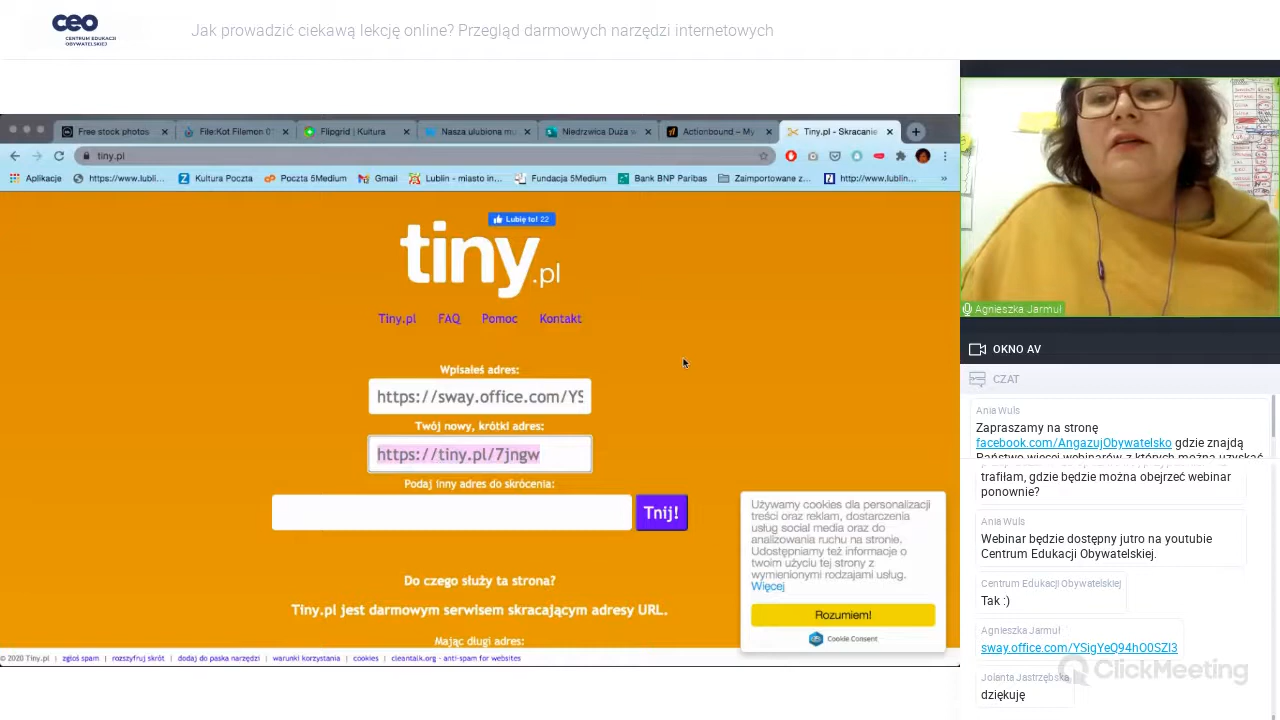 ceo
CENTRUM EDUKACJI
OBYWATELSKIEJ
Jak prowadzić ciekawą lekcję online? Przegląd darmowych narzędzi internetowych
Free stock photos
File:Kot Filemon 0
Flipgrid | Kultura
Nasza ulubiona mu
Niedrzwica Duża w
Actionbound – My
Tiny.pl - Skracanie
tiny.pl
Aplikacje
https://www.lubli...
Kultura Poczta
Poczta 5Medium
Gmail
Lublin - miasto in...
Fundacja 5Medium
Bank BNP Paribas
Zaimportowane z...
http://www.lublin...
Lubię to! 22
tiny.pl
Tiny.pl FAQ Pomoc Kontakt
Wpisałeś adres:
https://sway.office.com/YS
Twój nowy, krótki adres:
https://tiny.pl/7jngw
Podaj inny adres do skrócenia:
Tnij!
Do czego służy ta strona?
Tiny.pl jest darmowym serwisem skracającym adresy URL.
Mając długi adres:
© 2020 Tiny.pl | zgłoś spam | rozszyfruj skrót | dodaj do paska narzędzi | warunki korzystania | cookies | cleantalk.org - anti-spam for websites
Używamy cookies dla personalizacji
treści oraz reklam, dostarczenia
usług social media oraz do
analizowania ruchu na stronie.
Udostępniamy też informacje o
twoim użyciu tej strony z
wymienionymi rodzajami usług.
Więcej
Rozumiem!
Cookie Consent
Agnieszka Jarmuł
OKNO AV
CZAT
Ania Wuls
Zapraszamy na stronę
facebook.com/AngazujObywatelsko gdzie znajdą
Państwo więcej webinarów z których można uzyskać
trafiłam, gdzie będzie można obejrzeć webinar
ponownie?
Ania Wuls
Webinar będzie dostępny jutro na youtubie
Centrum Edukacji Obywatelskiej.
Centrum Edukacji Obywatelskiej
Tak :)
Agnieszka Jarmuł
sway.office.com/YSigYeQ94hO0SZI3
Jolanta Jastrzębska
dziękuję
ClickMeeting